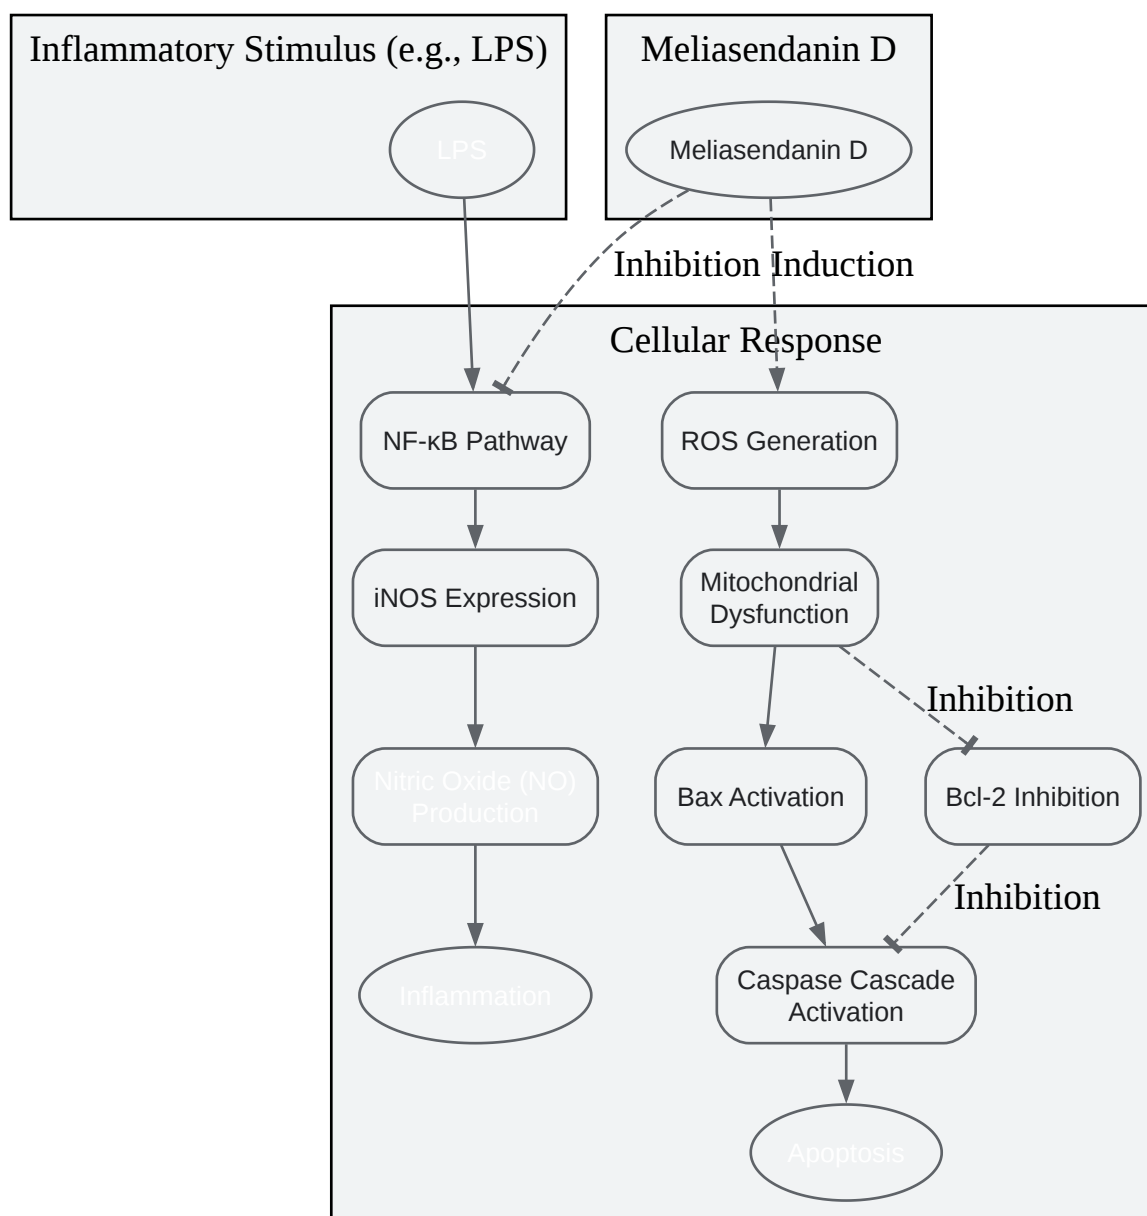 Inflammatory Stimulus (e.g., LPS)
Meliasendanin D
LPS
Meliasendanin D
Inhibition
Induction
Cellular Response
NF-κB Pathway
ROS Generation
iNOS Expression
Mitochondrial
Dysfunction
Inhibition
Nitric Oxide (NO)
Production
Bax Activation
Bcl-2 Inhibition
Inhibition
Inflammation
Caspase Cascade
Activation
Apoptosis